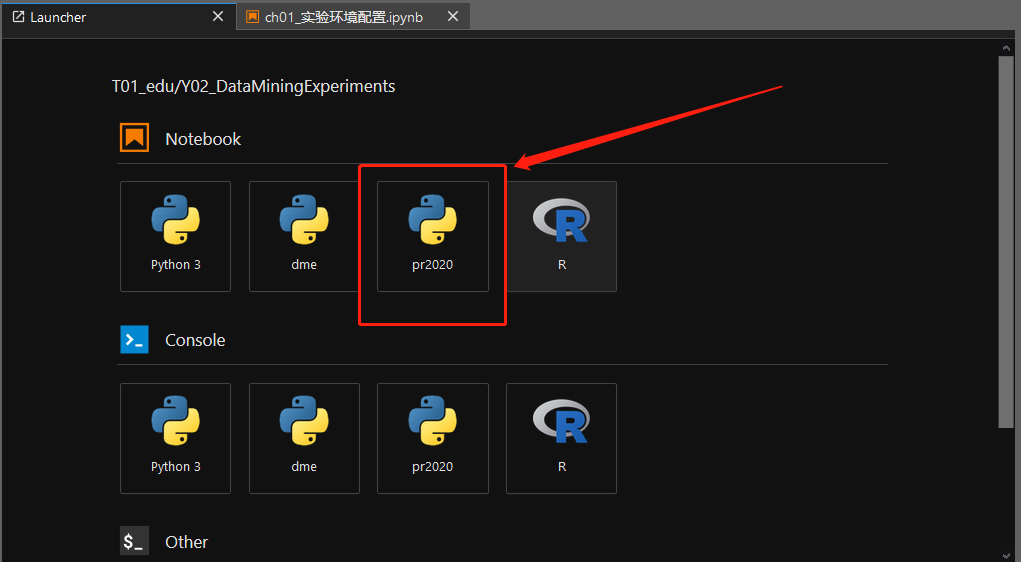 Launcher
ch01_实验环境配置.ipynb
T01_edu/Y02_DataMiningExperiments
Notebook
Python 3
dme
pr2020
R
Console
Python 3
dme
pr2020
R
$_ Other